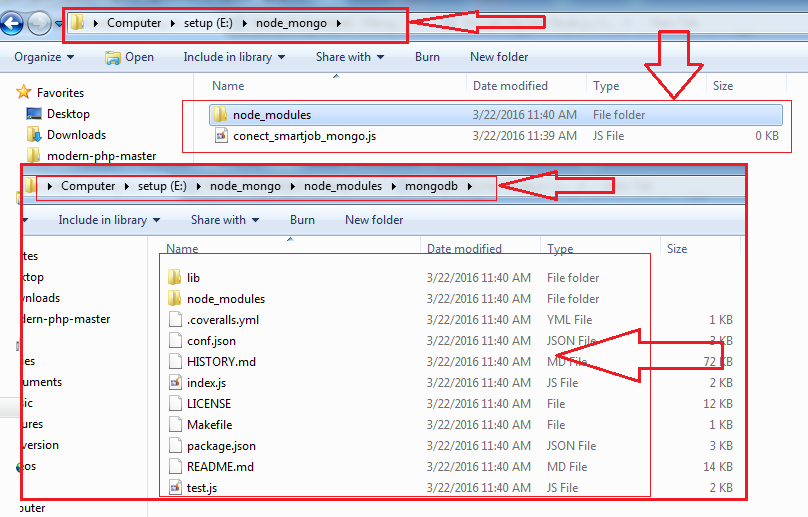 Computer setup (E:) node_mongo
Organize Open Include in library Share with Burn New folder
Name Date modified Type Size
Favorites
Desktop
Downloads
modern-php-master
node_modules 3/22/2016 11:40 AM File folder
conect_smartjob_mongo.js 3/22/2016 11:39 AM JS File 0 KB
Computer setup (E:) node_mongo node_modules mongodb
Include in library Share with Burn New folder
Name Date modified Type Size
ites
ktop
wnloads
dern-php-master
es
cuments
sic
ures
version
eos
puter
lib 3/22/2016 11:40 AM File folder
node_modules 3/22/2016 11:40 AM File folder
.coveralls.yml 3/22/2016 11:40 AM YML File 1 KB
conf.json 3/22/2016 11:40 AM JSON File 3 KB
HISTORY.md 3/22/2016 11:40 AM MD File 72 KB
index.js 3/22/2016 11:40 AM JS File 2 KB
LICENSE 3/22/2016 11:40 AM File 12 KB
Makefile 3/22/2016 11:40 AM File 1 KB
package.json 3/22/2016 11:40 AM JSON File 3 KB
README.md 3/22/2016 11:40 AM MD File 14 KB
test.js 3/22/2016 11:40 AM JS File 2 KB